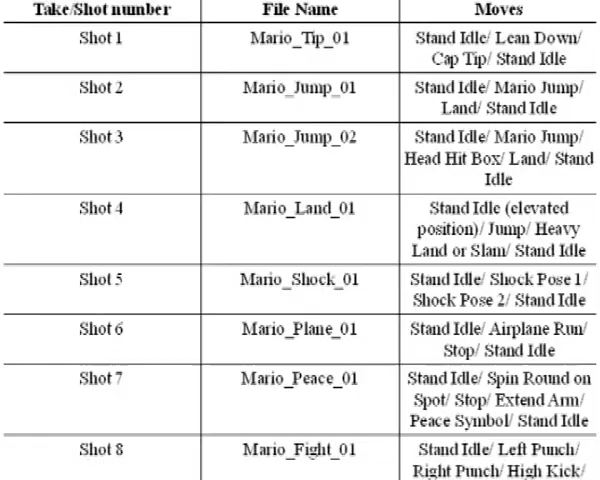 Take/Shot number File Name Moves
Shot 1 Mario_Tip_01 Stand Idle/ Lean Down/
Cap Tip/ Stand Idle
Shot 2 Mario_Jump_01 Stand Idle/ Mario Jump/
Land/ Stand Idle
Shot 3 Mario_Jump_02 Stand Idle/ Mario Jump/
Head Hit Box/ Land/ Stand
Idle
Shot 4 Mario_Land_01 Stand Idle (elevated
position)/ Jump/ Heavy
Land or Slam/ Stand Idle
Shot 5 Mario_Shock_01 Stand Idle/ Shock Pose 1/
Shock Pose 2/ Stand Idle
Shot 6 Mario_Plane_01 Stand Idle/ Airplane Run/
Stop/ Stand Idle
Shot 7 Mario_Peace_01 Stand Idle/ Spin Round on
Spot/ Stop/ Extend Arm/
Peace Symbol/ Stand Idle
Shot 8 Mario_Fight_01 Stand Idle/ Left Punch/
Right Punch/ High Kick/